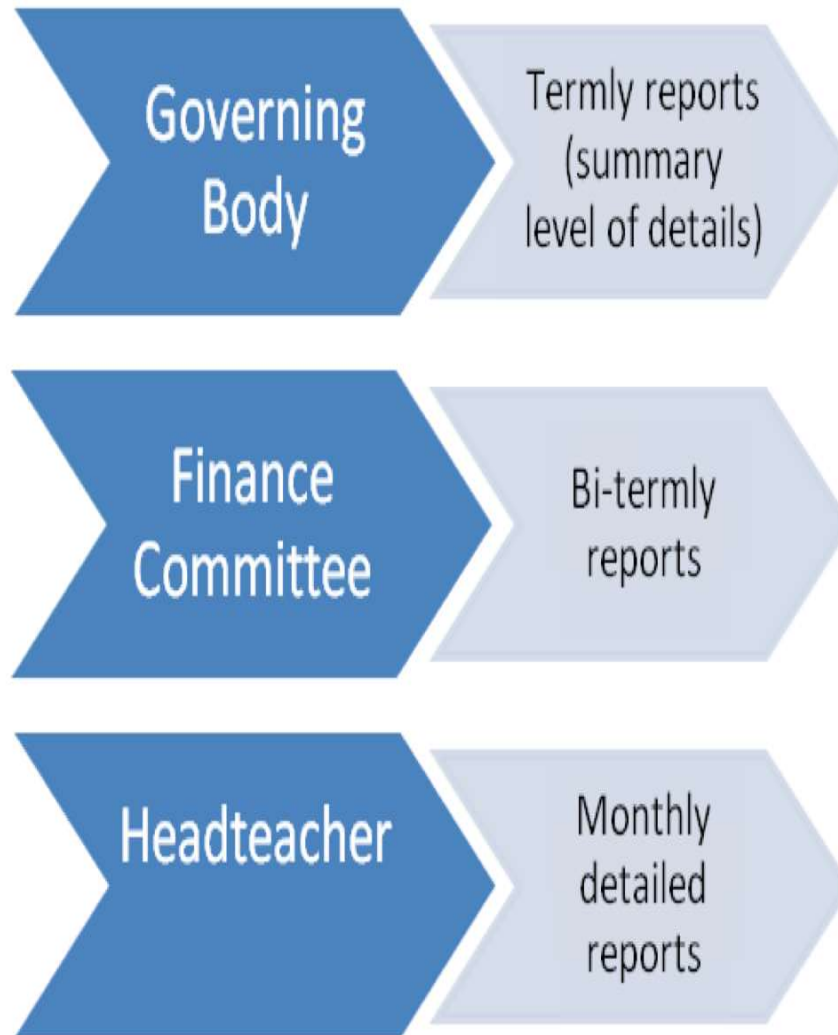 Governing
Body
Termly reports
(summary
level of details)
Finance
Committee
Bi-termly
reports
Headteacher
Monthly
detailed
reports